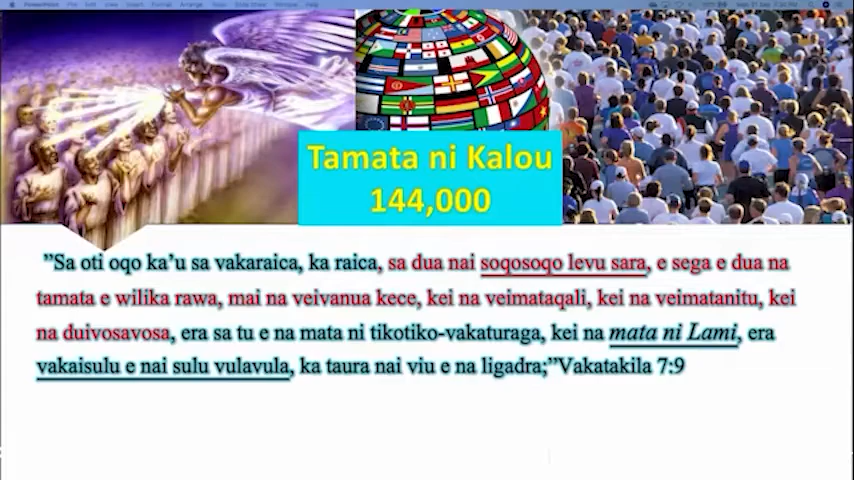 Tamata ni Kalou
144,000
”Sa oti oqo ka’u sa vakaraica, ka raica, sa dua nai soqosoqo levu sara, e sega e dua na
tamata e wilika rawa, mai na veivanua kece, kei na veimataqali, kei na veimatanitu, kei
na duivosavosa, era sa tu e na mata ni tikotiko-vakaturaga, kei na mata ni Lami, era
vakaisulu e nai sulu vulavula, ka taura nai viu e na ligadra;”Vakatakila 7:9